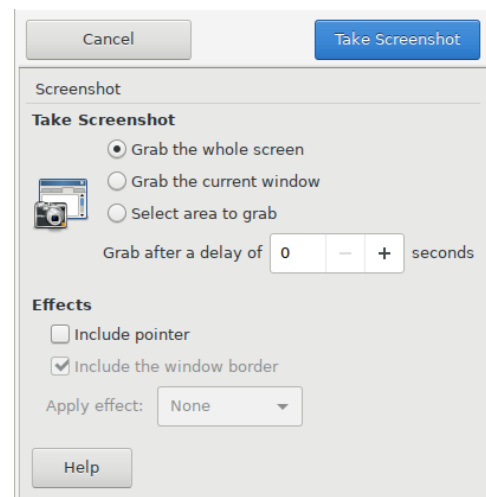 Cancel Take Screenshot
Screenshot
Take Screenshot
Grab the whole screen
Grab the current window
Select area to grab
Grab after a delay of 0 − + seconds
Effects
Include pointer
Include the window border
Apply effect: None
Help